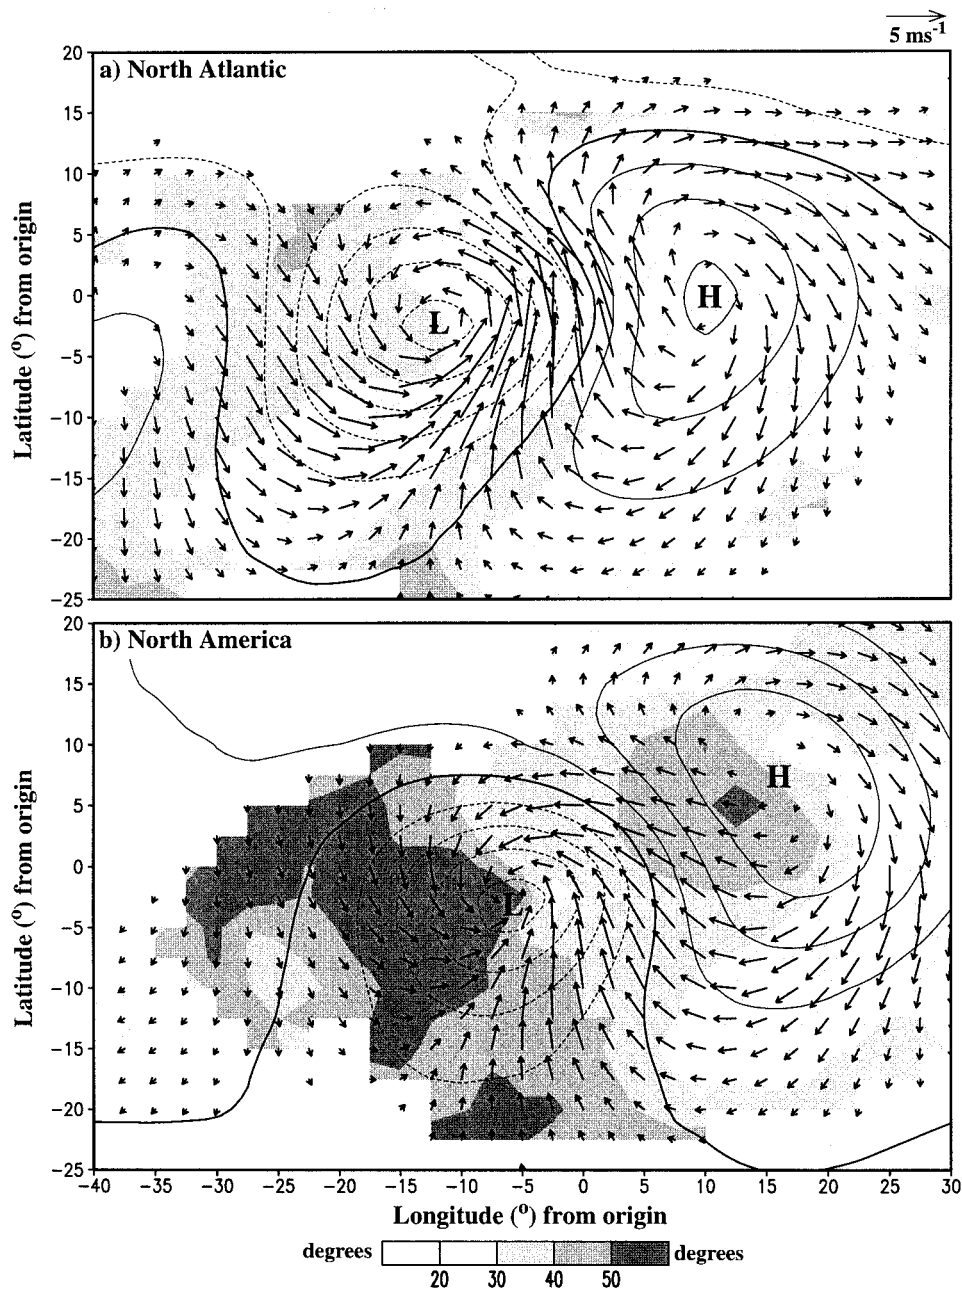 5 ms-1
a) North Atlantic
20
15
10
5
0
−5
−10
−15
−20
−25
Latitude (o) from origin
L
H
b) North America
20
15
10
5
0
−5
−10
−15
−20
−25
Latitude (o) from origin
H
L
−40 −35 −30 −25 −20 −15 −10 −5 0 5 10 15 20 25 30
Longitude (o) from origin
degrees degrees
20 30 40 50